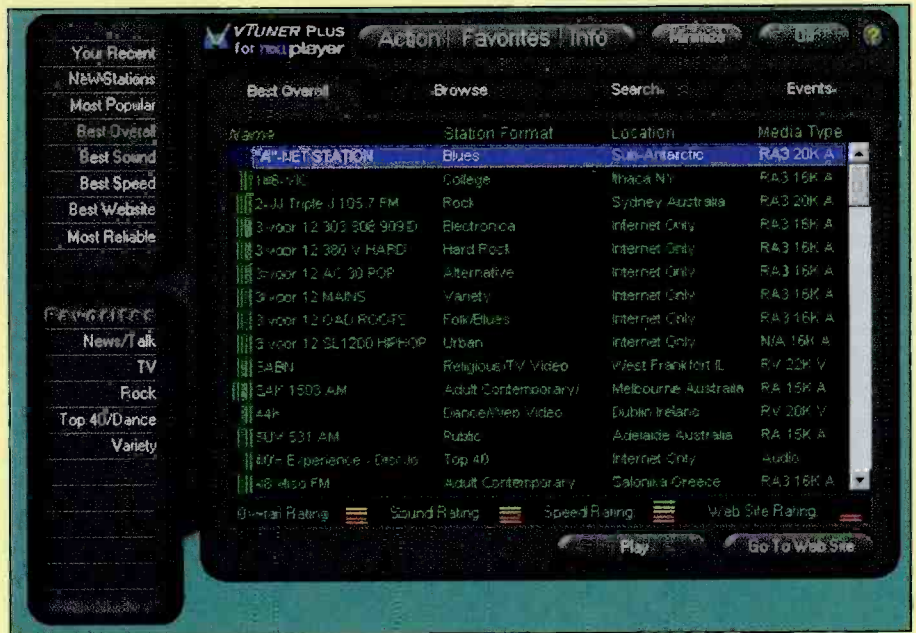 Your Recent
New Stations
Most Popular
Best Overall
Best Sound
Best Speed
Best Website
Most Reliable
Favorites
News/Talk
TV
Rock
Top 40/Dance
Variety
vTUNER PLUS
for real player
Action Favorites Info
Minimize
?
Best Overall Browse Search Events
Name Station Format Location Media Type
"A"-NET STATION Blues Sub-Antarctic RA3 20K A
College Ithaca NY RA3 16K A
2-JJ Triple J 105.7 FM Rock Sydney Australia RA3 20K A
3 voor 12 303 808 909 ID Electronica Internet Only RA3 16K A
3 voor 12 380 V HARD Hard Rock Internet Only RA3 16K A
3 voor 12 AC 30 POP Alternative Internet Only RA3 16K A
3 voor 12 MAINS Variety Internet Only RA3 16K A
3 voor 12 OAD ROOTS Folk/Blues Internet Only RA3 16K A
3 voor 12 SL1200 HIPHOP Urban Internet Only N/A 16K A
3ABN Religious/TV Video West Frankfort IL RV 22K V
3AK 1503 AM Adult Contemporary/ Melbourne Australia RA 15K A
Dance/Web Video Dublin Ireland RV 20K V
5UV 531 AM Public Adelaide Australia RA 15K A
Top 40 Internet Only Audio
FM Adult Contemporary Salonika Greece RA3 16K A
Overall Rating: Sound Rating: Speed Rating: Web Site Rating:
Play Go To Web Site